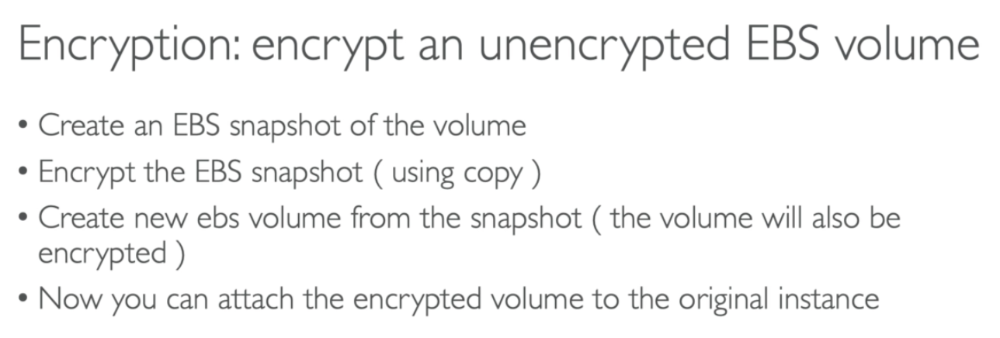 Encryption: encrypt an unencrypted EBS volume
• Create an EBS snapshot of the volume
• Encrypt the EBS snapshot ( using copy )
• Create new ebs volume from the snapshot ( the volume will also be
encrypted )
• Now you can attach the encrypted volume to the original instance